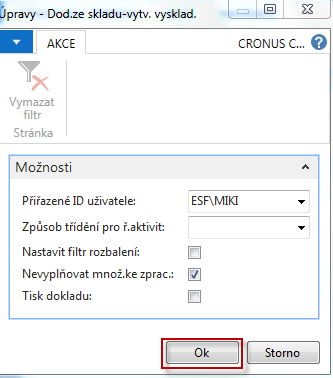 Úpravy - Dod.ze skladu-vytv. vysklad.
AKCE
CRONUS C... ?
Vymazat
filtr
Stránka
Možnosti
Přiřazené ID uživatele:
ESF\MIKI
Způsob třídění pro ř.aktivit:
Nastavit filtr rozbalení:
Nevyplňovat množ.ke zprac.:
Tisk dokladu:
Ok
Storno